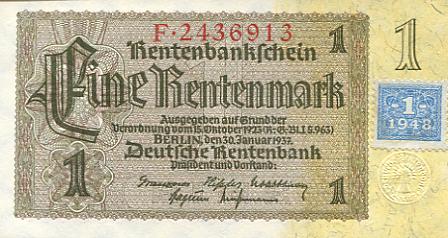 F·2436913
Rentenbankschein
1
1
Eine Rentenmark
Ausgegeben auf Grund der
Verordnung vom 15. Oktober 1923 (R.G.Bl.I S.963)
BERLIN, den 30. Januar 1937.
Deutsche Rentenbank
Präsident und Vorstand:
1
1
1
1948